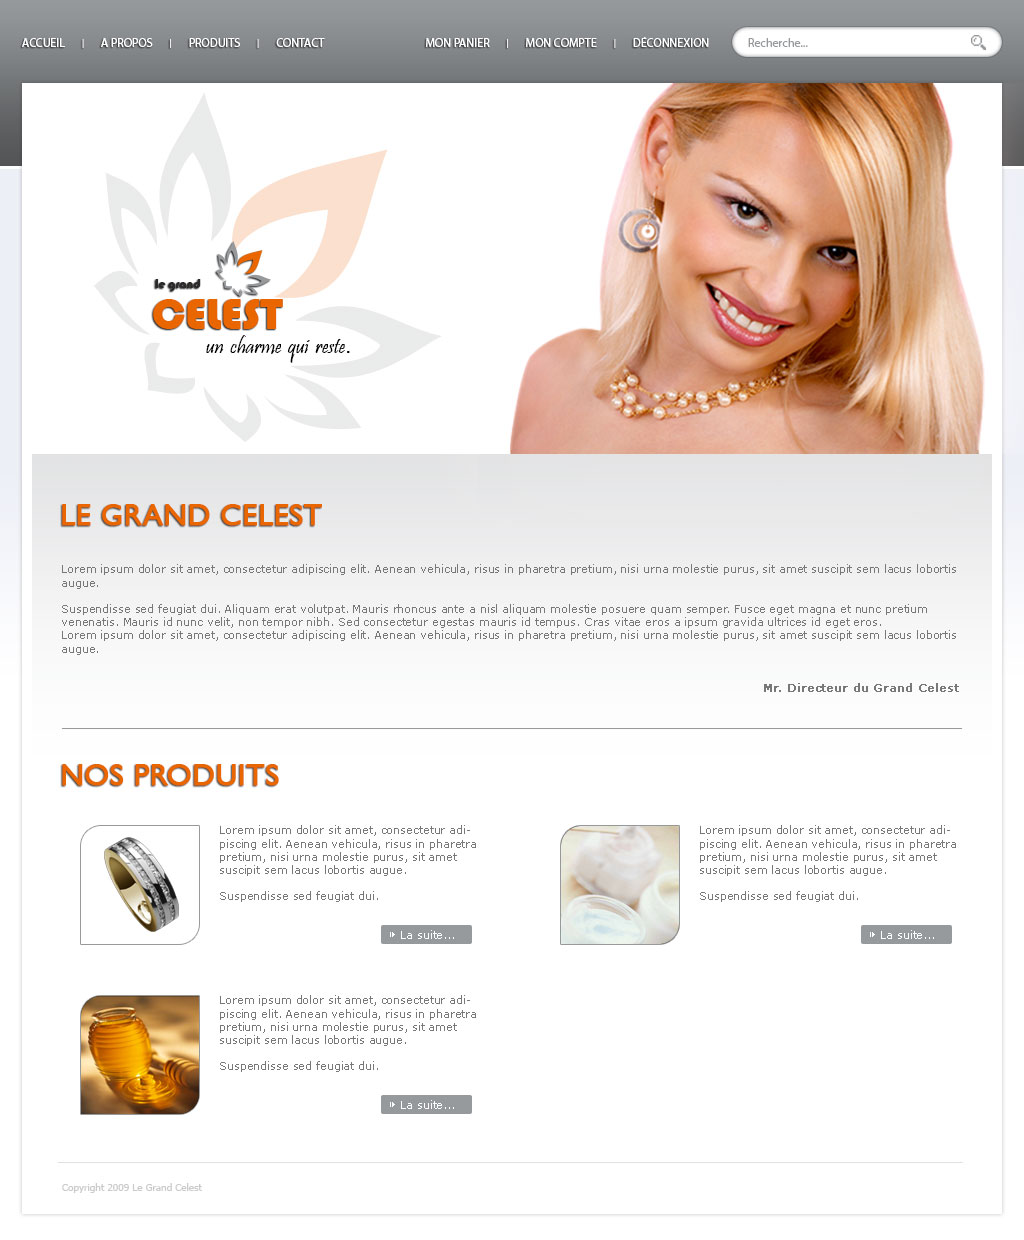 ACCUEIL | A PROPOS | PRODUITS | CONTACT MON PANIER | MON COMPTE | DÉCONNEXION Recherche...
le grand
CELEST
un charme qui reste.
LE GRAND CELEST
Lorem ipsum dolor sit amet, consectetur adipiscing elit. Aenean vehicula, risus in pharetra pretium, nisi urna molestie purus, sit amet suscipit sem lacus lobortis
augue.
Suspendisse sed feugiat dui. Aliquam erat volutpat. Mauris rhoncus ante a nisl aliquam molestie posuere quam semper. Fusce eget magna et nunc pretium
venenatis. Mauris id nunc velit, non tempor nibh. Sed consectetur egestas mauris id tempus. Cras vitae eros a ipsum gravida ultrices id eget eros.
Lorem ipsum dolor sit amet, consectetur adipiscing elit. Aenean vehicula, risus in pharetra pretium, nisi urna molestie purus, sit amet suscipit sem lacus lobortis
augue.
Mr. Directeur du Grand Celest
NOS PRODUITS
Lorem ipsum dolor sit amet, consectetur adi-
piscing elit. Aenean vehicula, risus in pharetra
pretium, nisi urna molestie purus, sit amet
suscipit sem lacus lobortis augue.
Suspendisse sed feugiat dui.
La suite...
Lorem ipsum dolor sit amet, consectetur adi-
piscing elit. Aenean vehicula, risus in pharetra
pretium, nisi urna molestie purus, sit amet
suscipit sem lacus lobortis augue.
Suspendisse sed feugiat dui.
La suite...
Lorem ipsum dolor sit amet, consectetur adi-
piscing elit. Aenean vehicula, risus in pharetra
pretium, nisi urna molestie purus, sit amet
suscipit sem lacus lobortis augue.
Suspendisse sed feugiat dui.
La suite...
Copyright 2009 Le Grand Celest